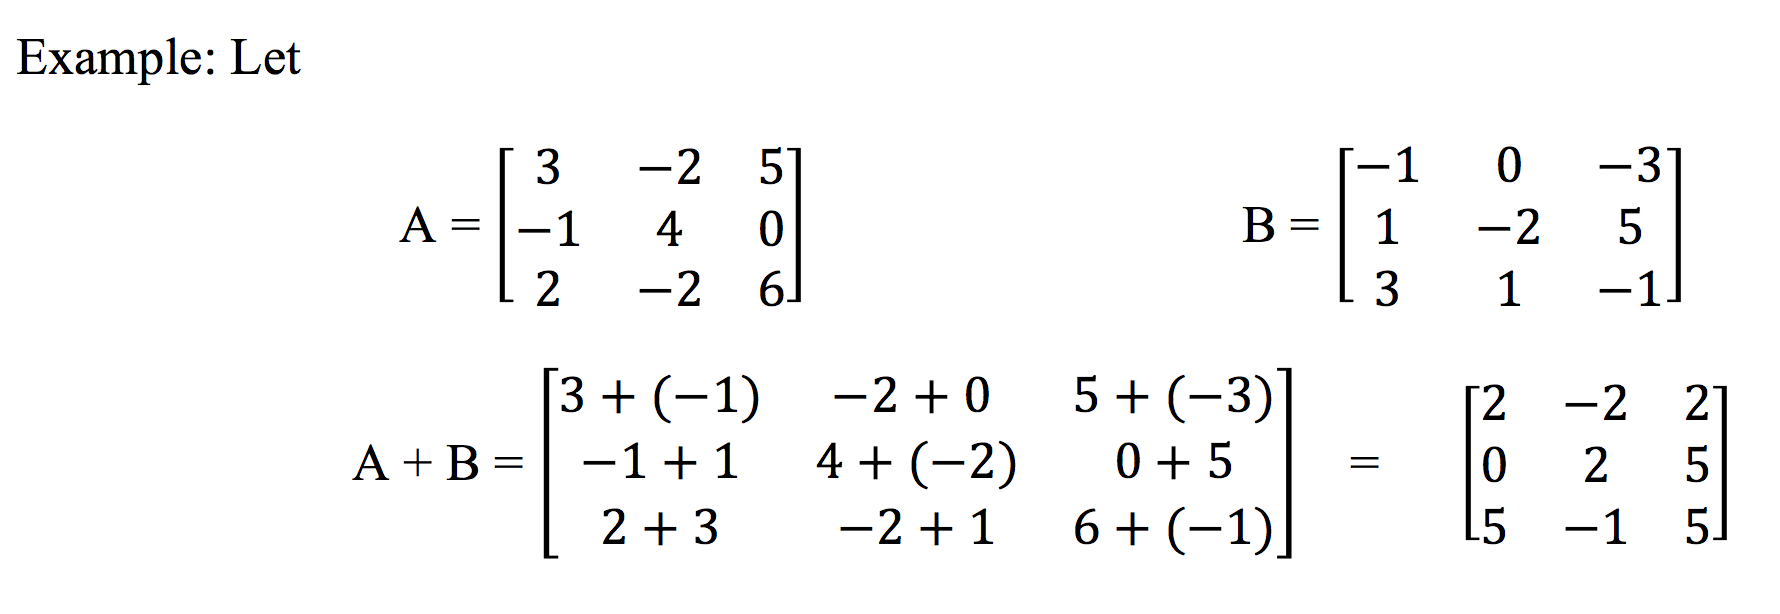 Example: Let
A = [ 3 −2 5 ] B = [ −1 0 −3 ]
[ −1 4 0 ] [ 1 −2 5 ]
[ 2 −2 6 ] [ 3 1 −1 ]
A + B = [ 3 + (−1) −2 + 0 5 + (−3) ] = [ 2 −2 2 ]
[ −1 + 1 4 + (−2) 0 + 5 ] [ 0 2 5 ]
[ 2 + 3 −2 + 1 6 + (−1) ] [ 5 −1 5 ]